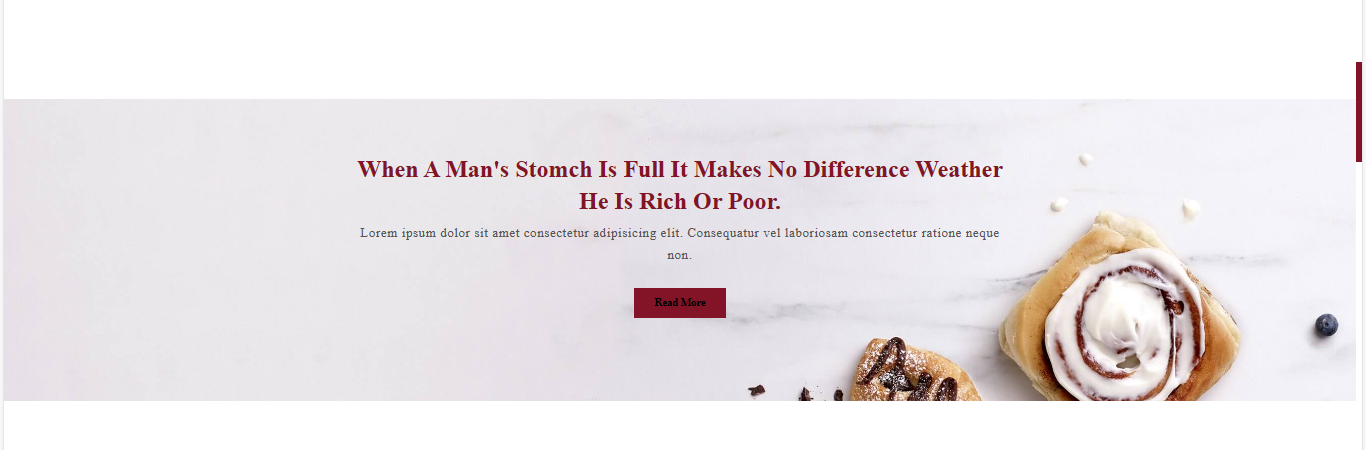 When A Man's Stomch Is Full It Makes No Difference Weather
He Is Rich Or Poor.
Lorem ipsum dolor sit amet consectetur adipisicing elit. Consequatur vel laboriosam consectetur ratione neque
non.
Read More